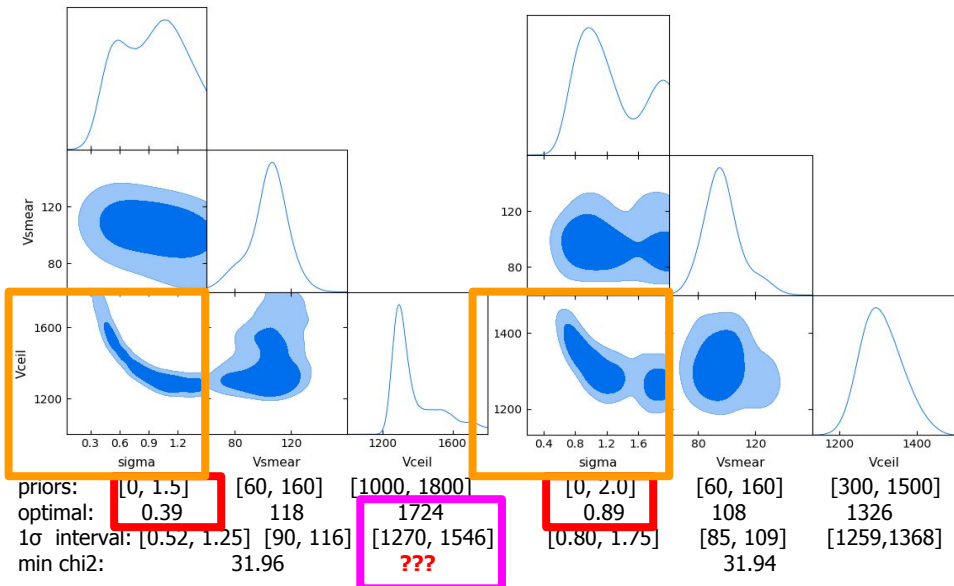 120
80
Vsmear
120
80
1600
1200
Vceil
1400
1200
0.3 0.6 0.9 1.2
80 120
1200 1600
0.4 0.8 1.2 1.6
80 120
1200 1400
sigma Vsmear Vceil sigma Vsmear Vceil
priors: [0, 1.5] [60, 160] [1000, 1800] [0, 2.0] [60, 160] [300, 1500]
optimal: 0.39 118 1724 0.89 108 1326
1σ interval: [0.52, 1.25] [90, 116] [1270, 1546] [0.80, 1.75] [85, 109] [1259,1368]
min chi2: 31.96 ??? 31.94